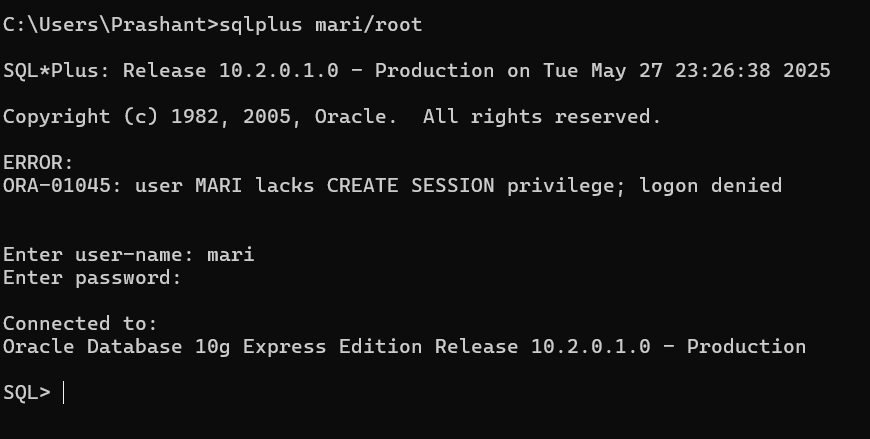 C:\Users\Prashant>sqlplus mari/root
SQL*Plus: Release 10.2.0.1.0 - Production on Tue May 27 23:26:38 2025
Copyright (c) 1982, 2005, Oracle.  All rights reserved.
ERROR:
ORA-01045: user MARI lacks CREATE SESSION privilege; logon denied
Enter user-name: mari
Enter password:
Connected to:
Oracle Database 10g Express Edition Release 10.2.0.1.0 - Production
SQL>